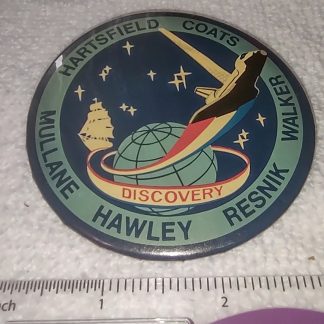 HARTSFIELD COATS
MULLANE HAWLEY RESNIK WALKER
DISCOVERY
1 2